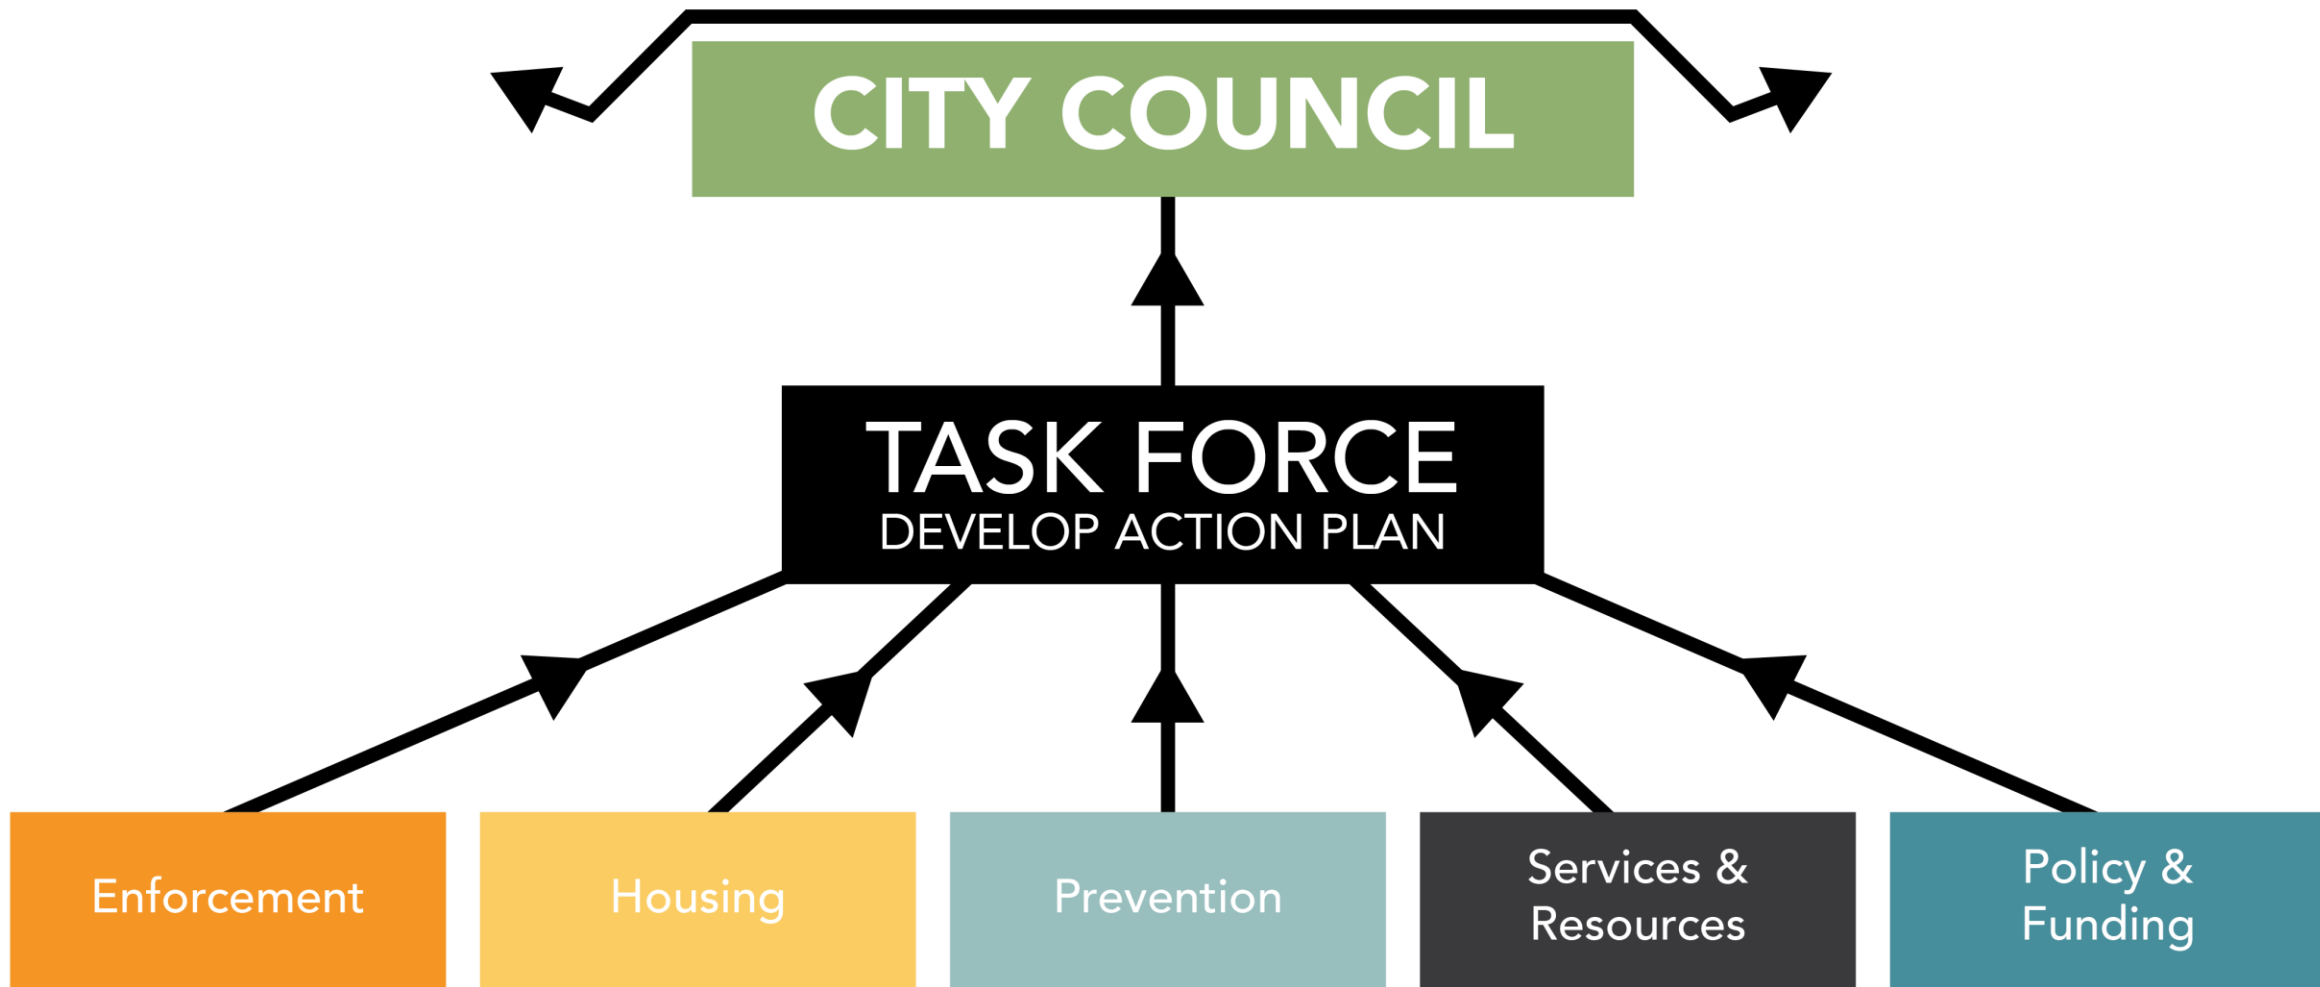 CITY COUNCIL
TASK FORCE
DEVELOP ACTION PLAN
Enforcement
Housing
Prevention
Services &
Resources
Policy &
Funding